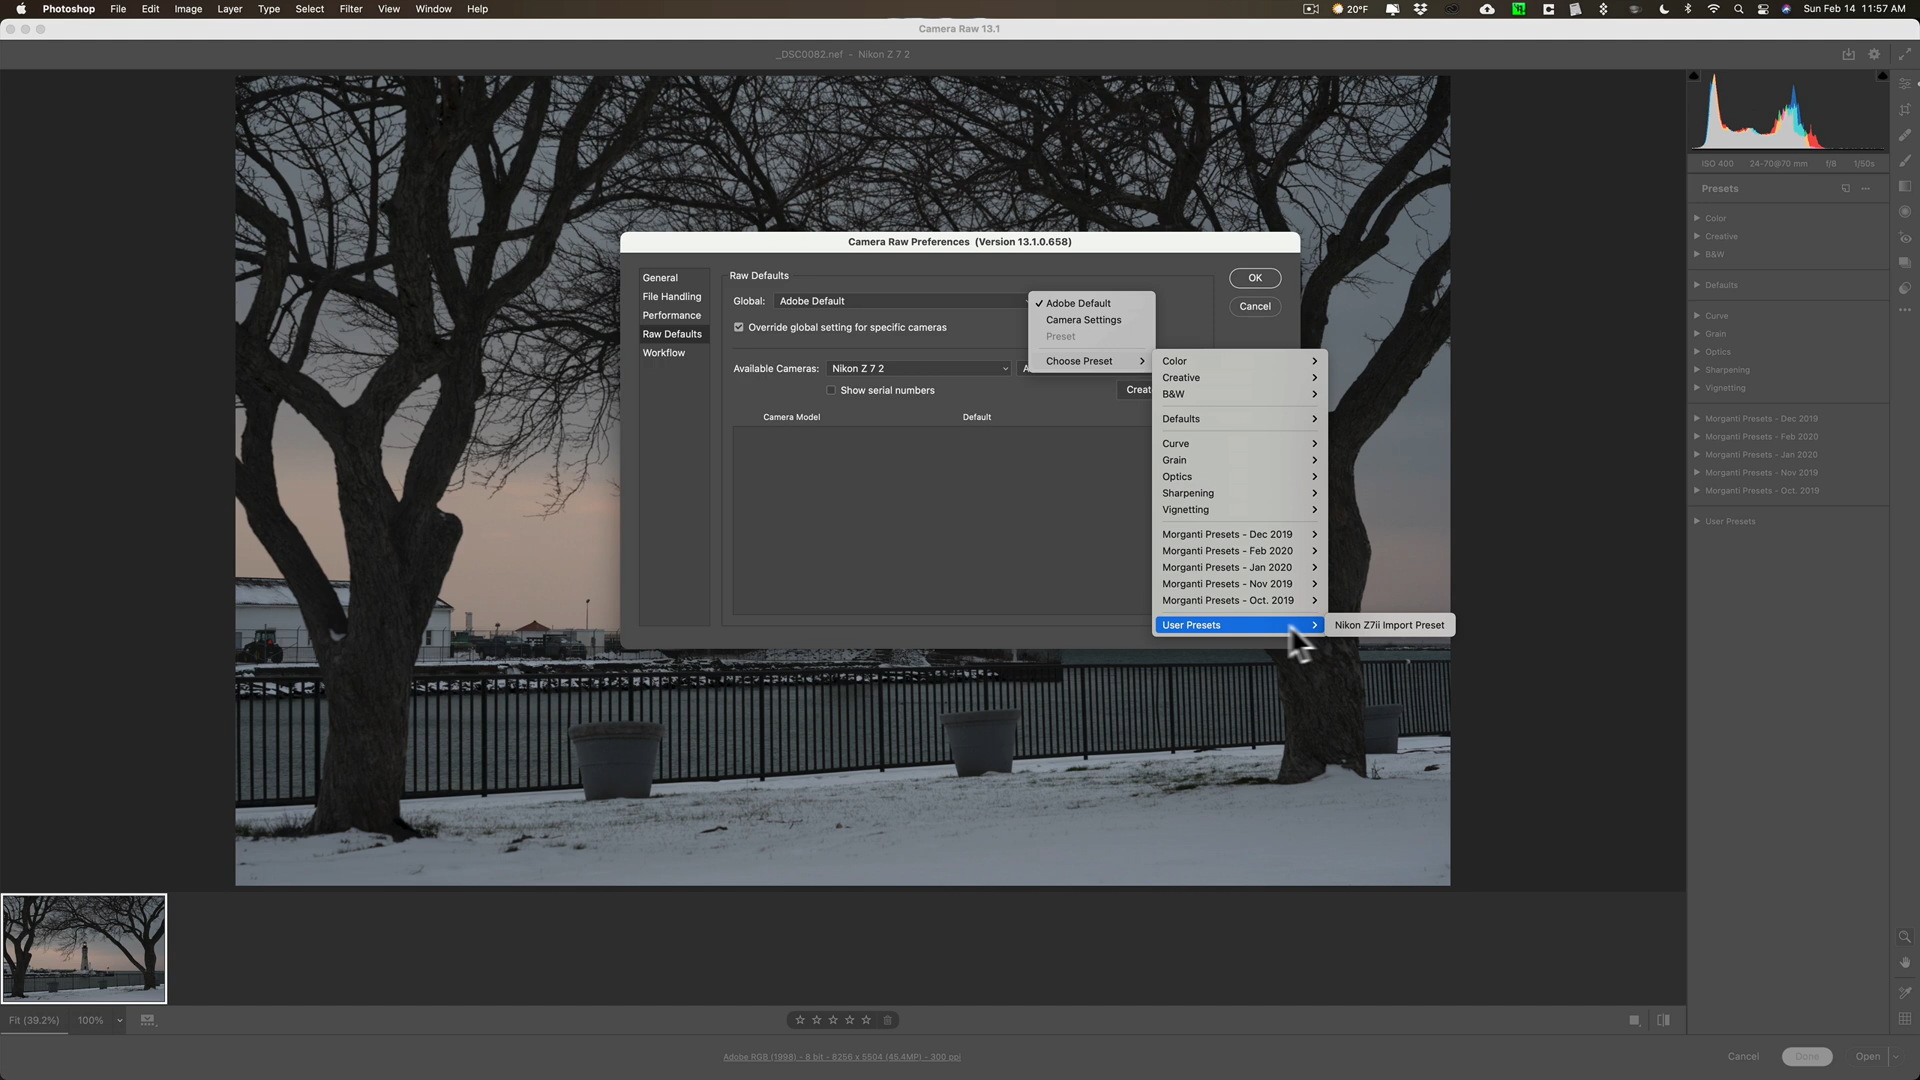 Photoshop File Edit Image Layer Type Select Filter View Window Help 20°F Sun Feb 14 11:57 AM
Camera Raw 13.1
_DSC0082.nef - Nikon Z 7 2
ISO 400 24-70@70 mm f/8 1/50s
Presets
Color
Creative
B&W
Defaults
Curve
Grain
Optics
Sharpening
Vignetting
Morganti Presets - Dec 2019
Morganti Presets - Feb 2020
Morganti Presets - Jan 2020
Morganti Presets - Nov 2019
Morganti Presets - Oct. 2019
User Presets
Camera Raw Preferences (Version 13.1.0.658)
General
File Handling
Performance
Raw Defaults
Workflow
Raw Defaults
Global: Adobe Default
Override global setting for specific cameras
Available Cameras: Nikon Z 7 2
Show serial numbers
Creat
Camera Model Default
OK
Cancel
Adobe Default
Camera Settings
Preset
Choose Preset
Color
Creative
B&W
Defaults
Curve
Grain
Optics
Sharpening
Vignetting
Morganti Presets - Dec 2019
Morganti Presets - Feb 2020
Morganti Presets - Jan 2020
Morganti Presets - Nov 2019
Morganti Presets - Oct. 2019
User Presets
Nikon Z7ii Import Preset
Fit (39.2%) 100%
Adobe RGB (1998) - 8 bit - 8256 x 5504 (45.4MP) - 300 ppi
Cancel Done Open